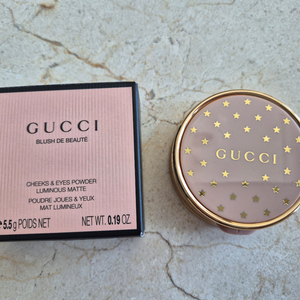 GUCCI
BLUSH DE BEAUTÉ
CHEEKS & EYES POWDER
LUMINOUS MATTE
POUDRE JOUES & YEUX
MAT LUMINEUX
5.5g POIDS NET NET WT. 0.19 OZ.
GUCCI